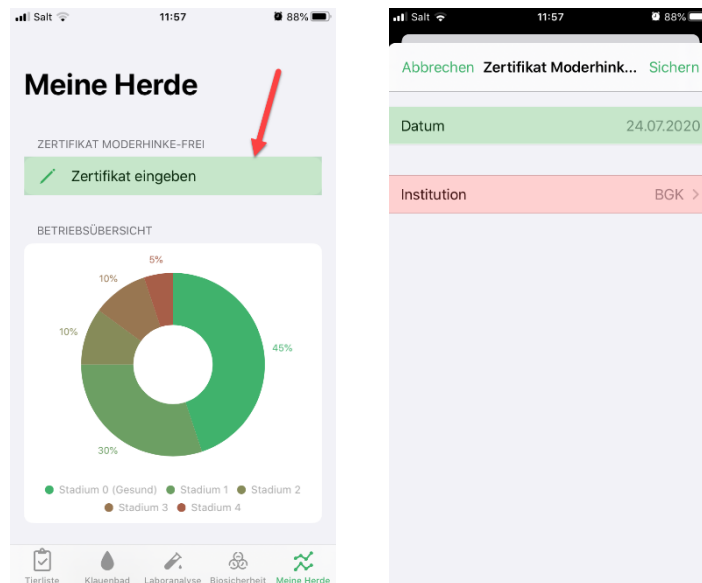 Salt 11:57 88%
Meine Herde
ZERTIFIKAT MODERHINKE-FREI
Zertifikat eingeben
BETRIEBSÜBERSICHT
5%
10%
10%
45%
30%
Stadium 0 (Gesund) Stadium 1 Stadium 2
Stadium 3 Stadium 4
Tierliste Klauenbad Laboranalyse Biosicherheit Meine Herde
Salt 11:57 88%
Abbrechen Zertifikat Moderhink... Sichern
Datum 24.07.2020
Institution BGK